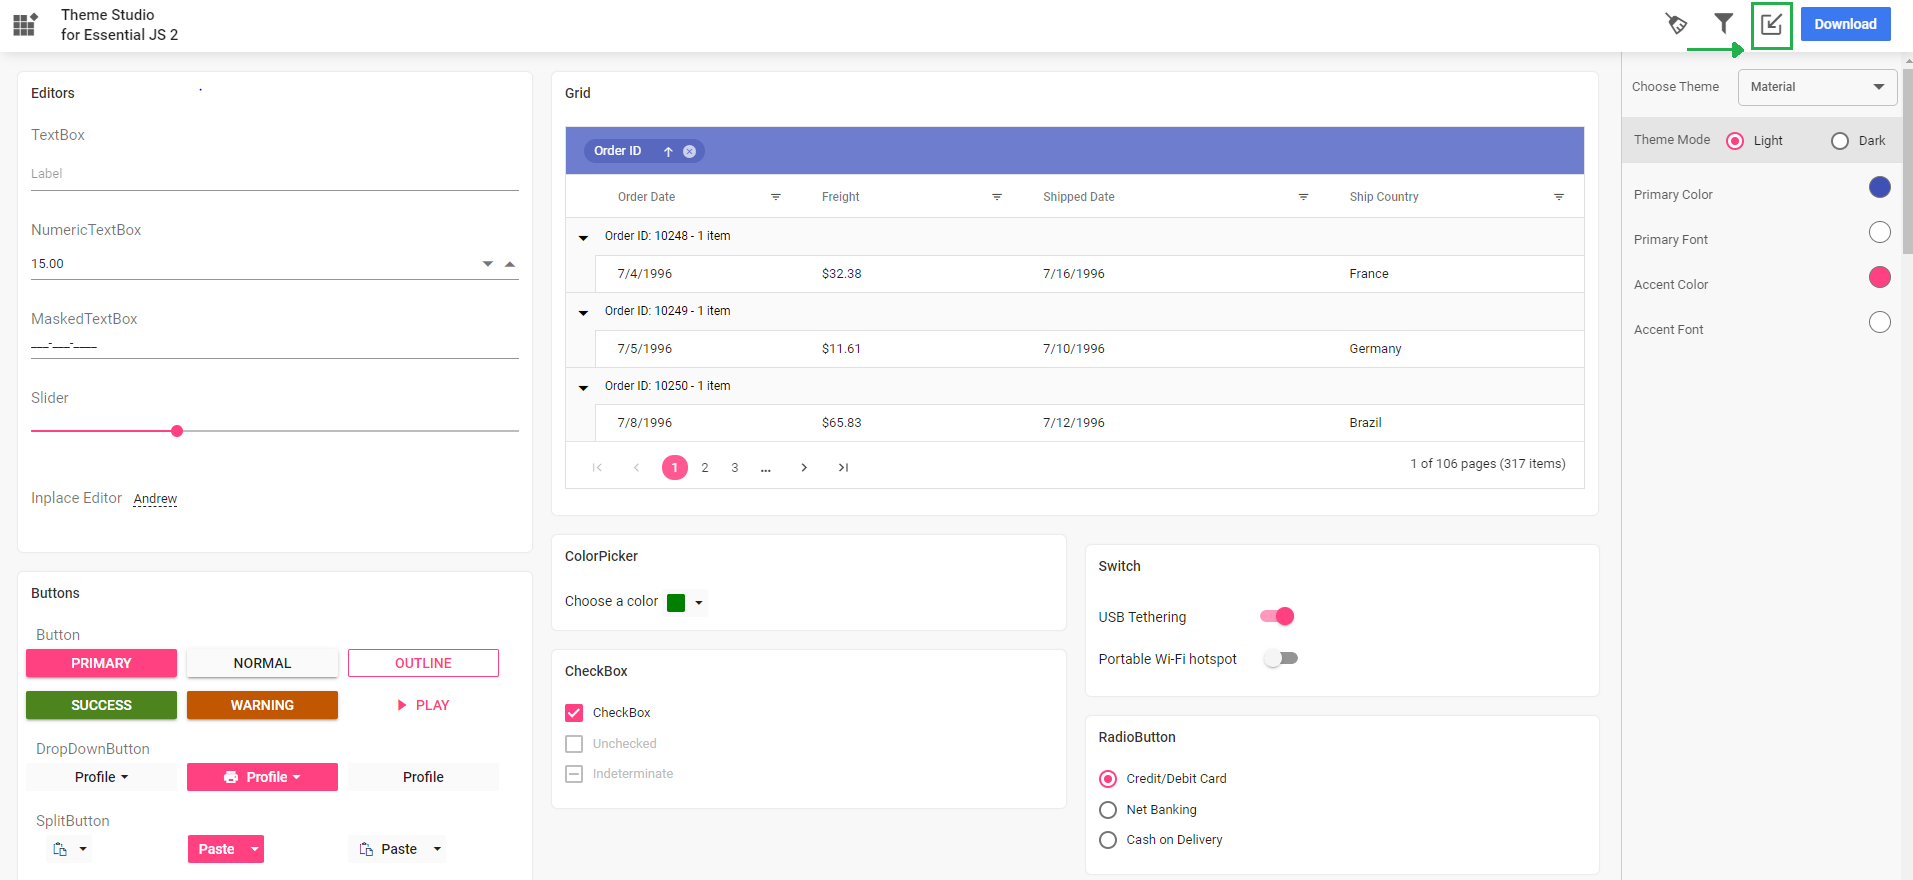 Theme Studio
for Essential JS 2
Download
Editors
TextBox
Label
NumericTextBox
15.00
MaskedTextBox
___-___-____
Slider
Inplace Editor Andrew
Buttons
Button
PRIMARY NORMAL OUTLINE
SUCCESS WARNING PLAY
DropDownButton
Profile Profile Profile
SplitButton
Paste Paste
Grid
Order ID
Order Date Freight Shipped Date Ship Country
Order ID: 10248 - 1 item
7/4/1996 $32.38 7/16/1996 France
Order ID: 10249 - 1 item
7/5/1996 $11.61 7/10/1996 Germany
Order ID: 10250 - 1 item
7/8/1996 $65.83 7/12/1996 Brazil
1 2 3 ... 1 of 106 pages (317 items)
ColorPicker
Choose a color
CheckBox
CheckBox
Unchecked
Indeterminate
Switch
USB Tethering
Portable Wi-Fi hotspot
RadioButton
Credit/Debit Card
Net Banking
Cash on Delivery
Choose Theme Material
Theme Mode Light Dark
Primary Color
Primary Font
Accent Color
Accent Font